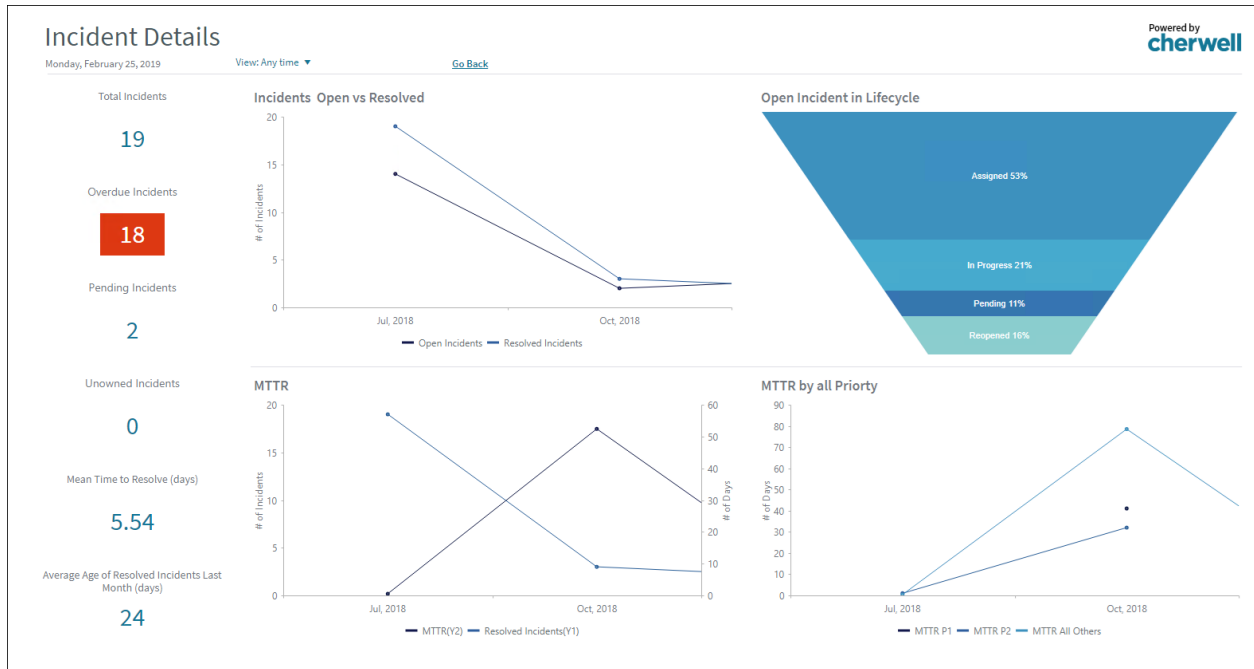 Incident Details
Powered by
cherwell
Monday, February 25, 2019
View: Any time
Go Back
Total Incidents
19
Overdue Incidents
18
Pending Incidents
2
Unowned Incidents
0
Mean Time to Resolve (days)
5.54
Average Age of Resolved Incidents Last
Month (days)
24
Incidents Open vs Resolved
20
15
10
5
0
# of Incidents
Jul, 2018
Oct, 2018
Open Incidents
Resolved Incidents
Open Incident in Lifecycle
Assigned 53%
In Progress 21%
Pending 11%
Reopened 16%
MTTR
20
15
10
5
0
# of Incidents
60
50
40
30
20
10
0
# of Days
Jul, 2018
Oct, 2018
MTTR(Y2)
Resolved Incidents(Y1)
MTTR by all Priorty
90
80
70
60
50
40
30
20
10
0
# of Days
Jul, 2018
Oct, 2018
MTTR P1
MTTR P2
MTTR All Others